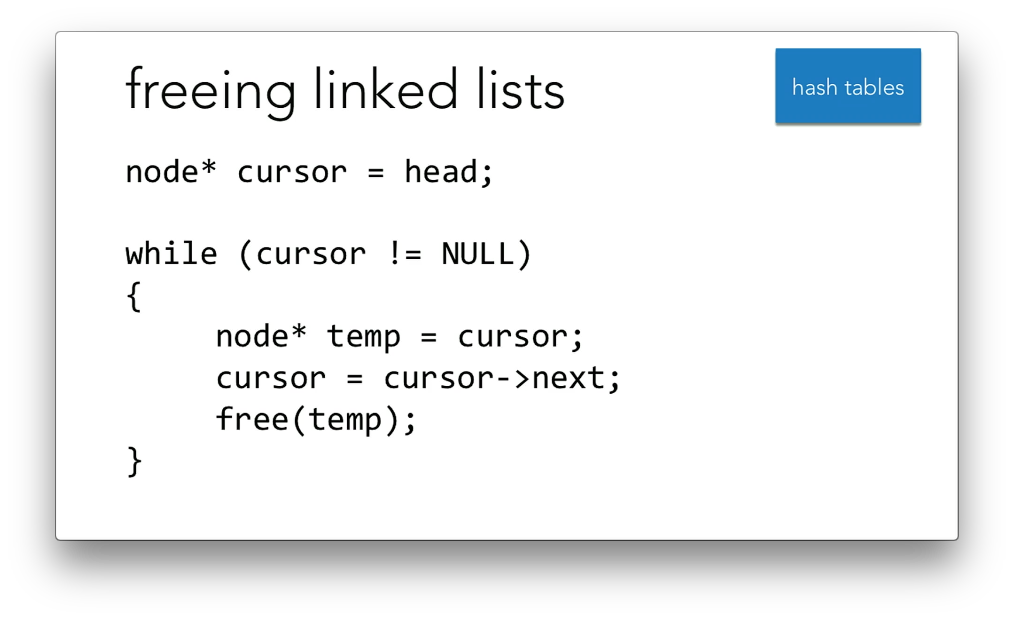 freeing linked lists
hash tables
node* cursor = head;
while (cursor != NULL)
{
node* temp = cursor;
cursor = cursor->next;
free(temp);
}